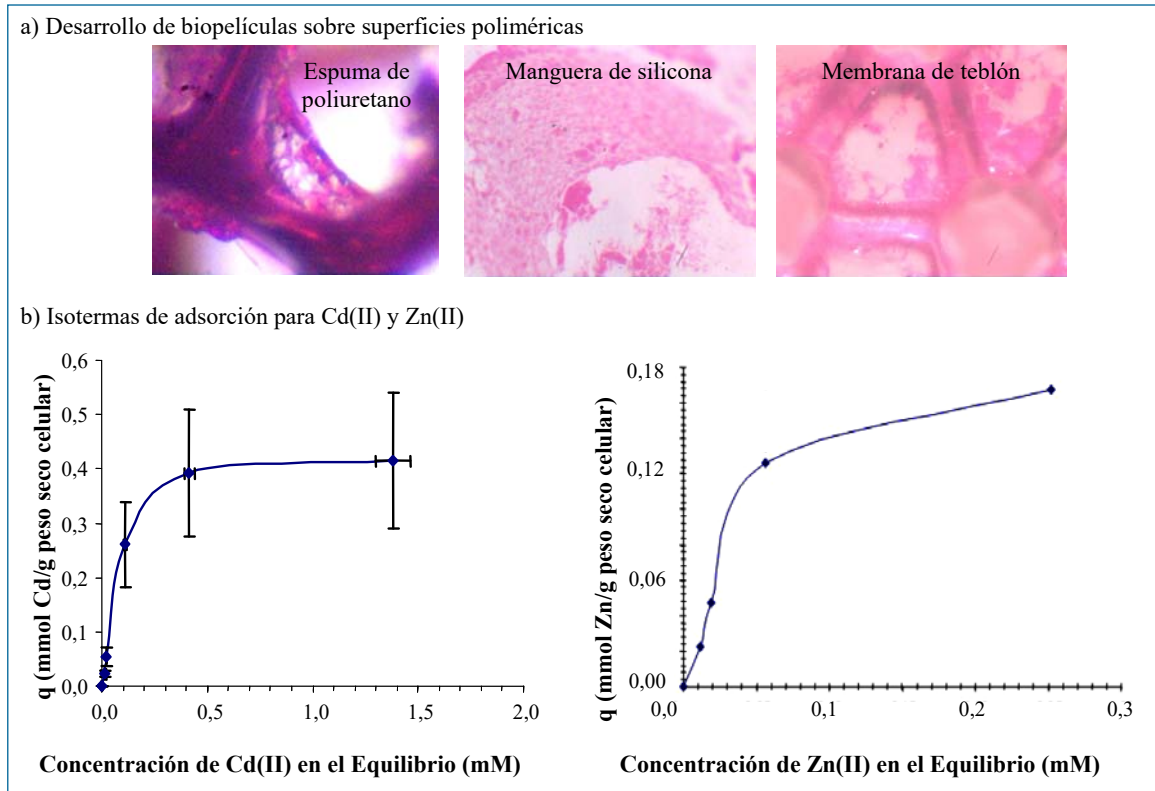 a) Desarrollo de biopelículas sobre superficies poliméricas
Espuma de
poliuretano
Manguera de silicona
Membrana de teblón
b) Isotermas de adsorción para Cd(II) y Zn(II)
q (mmol Cd/g peso seco celular)
0,6
0,5
0,4
0,3
0,2
0,1
0,0
0,0
0,5
1,0
1,5
2,0
Concentración de Cd(II) en el Equilibrio (mM)
q (mmol Zn/g peso seco celular)
0,18
0,12
0,06
0,00
0,0
0,1
0,2
0,3
Concentración de Zn(II) en el Equilibrio (mM)